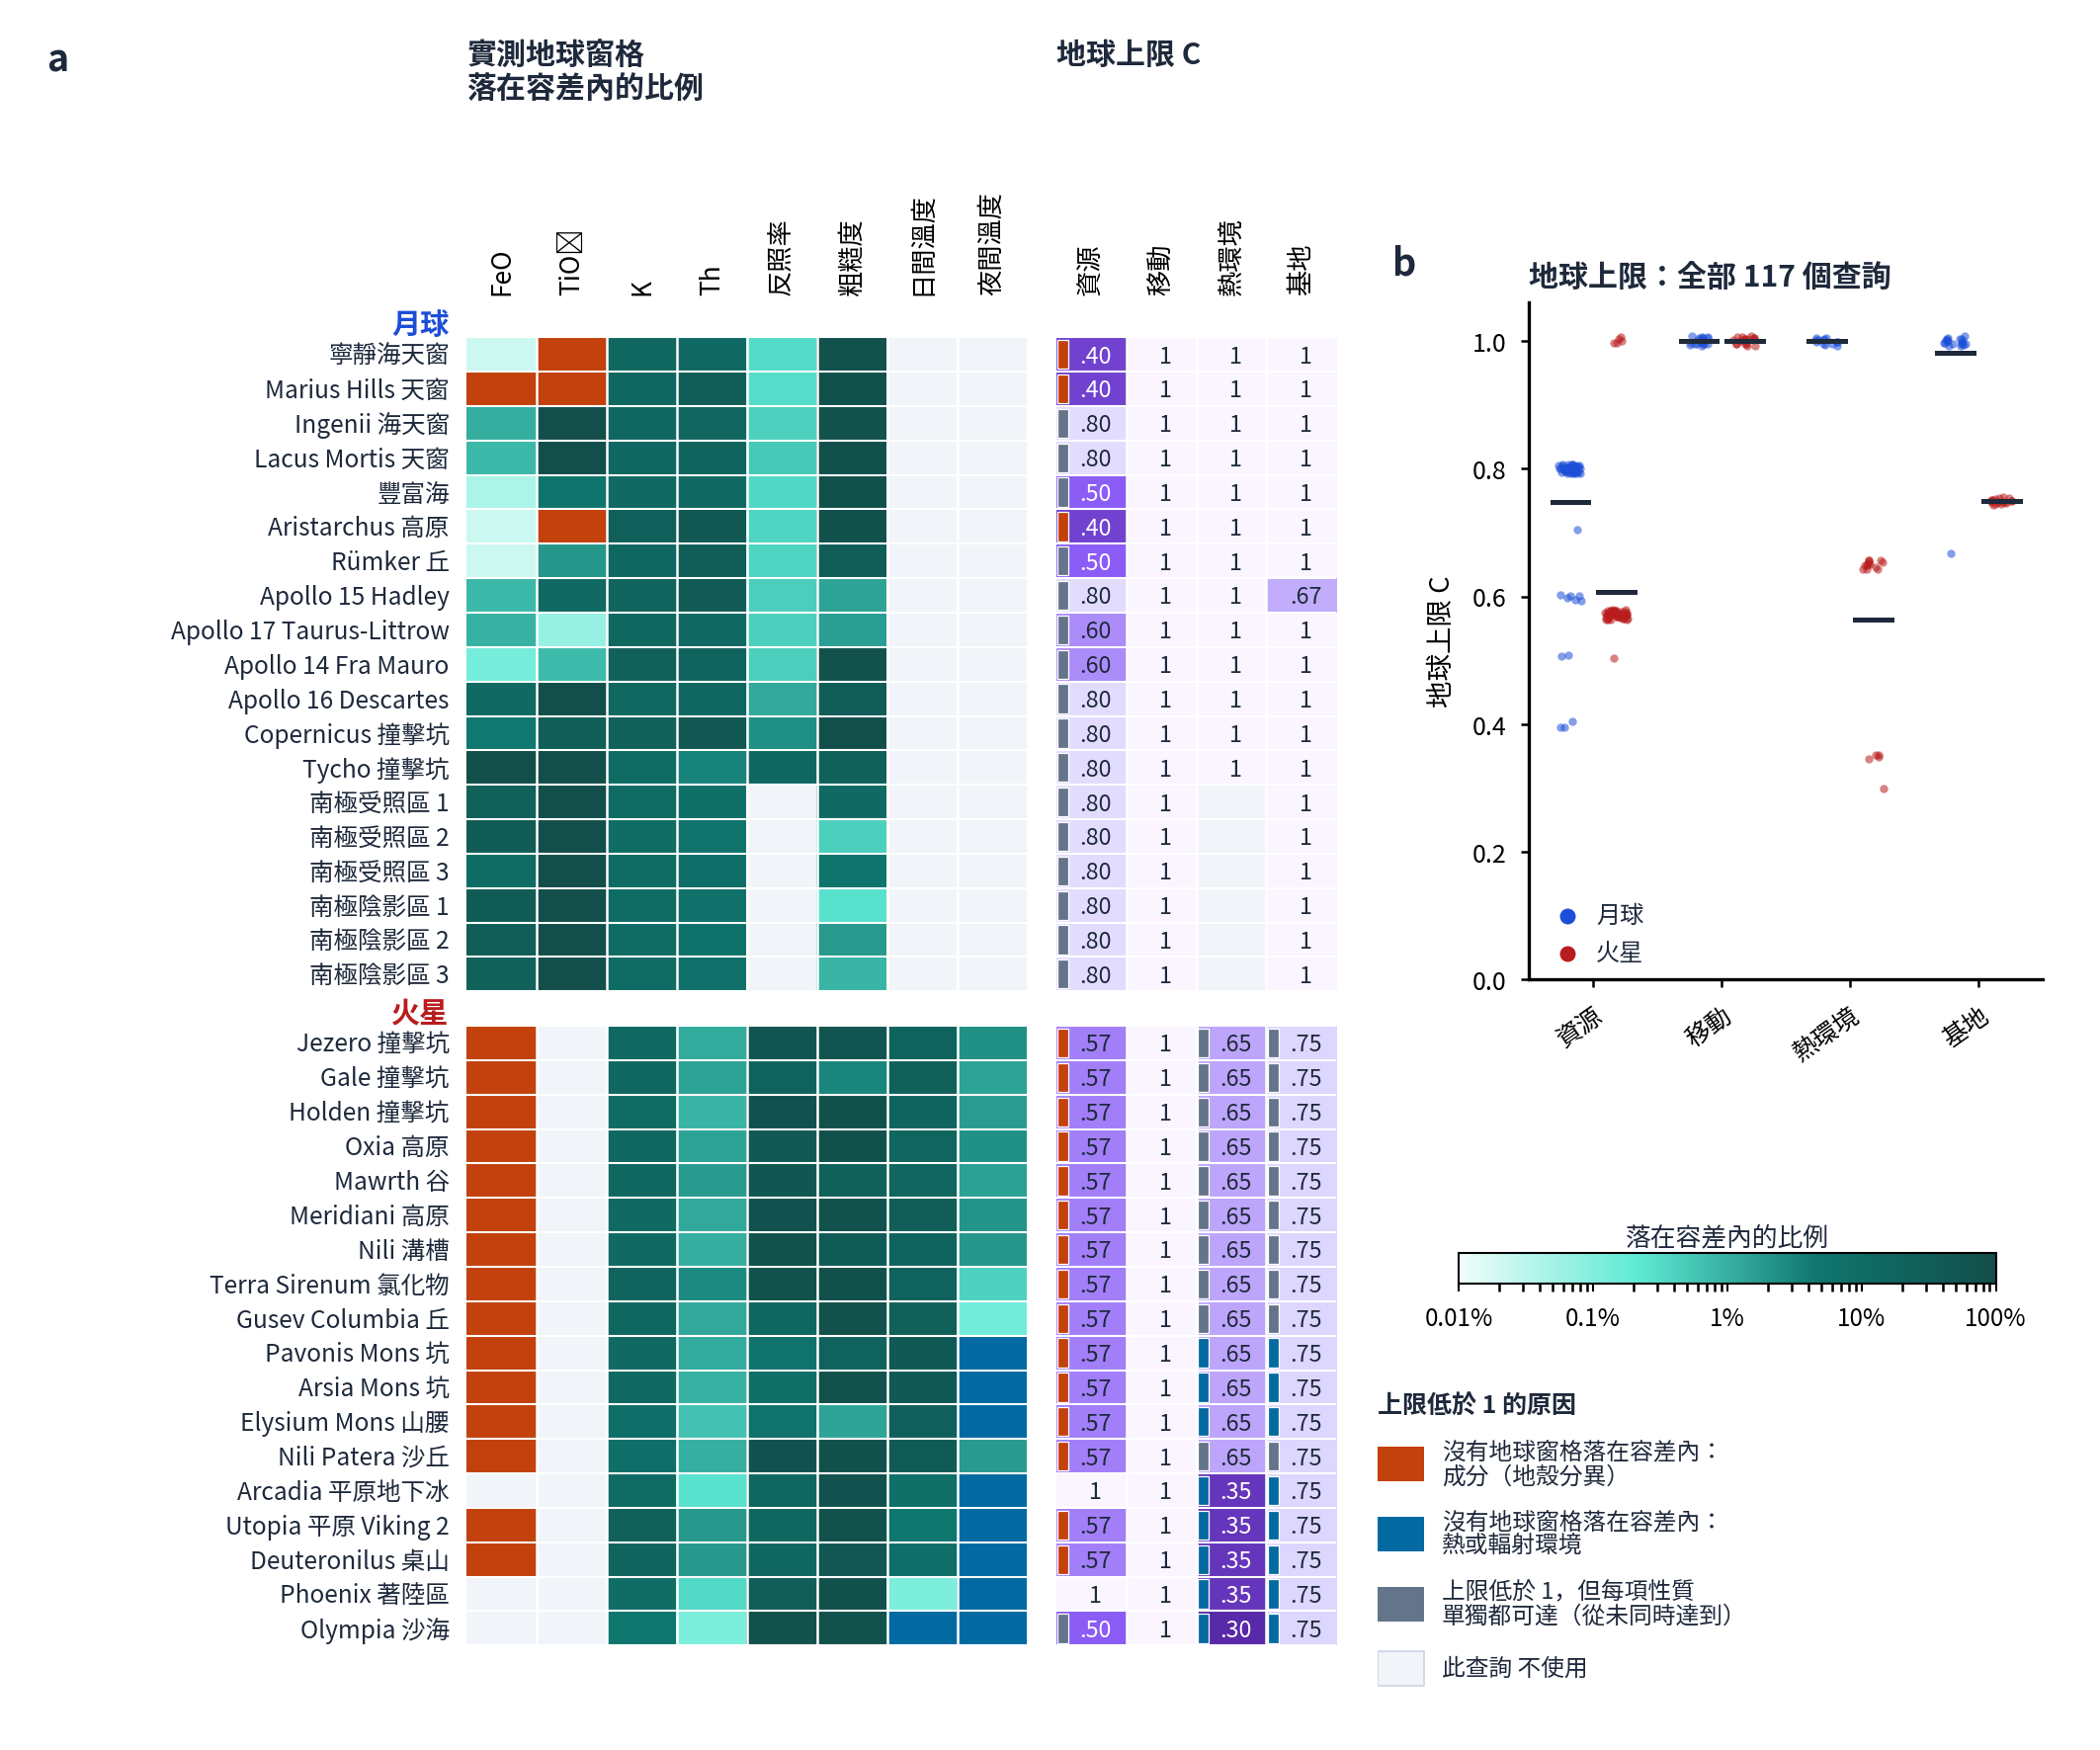 a
實測地球窗格
落在容差內的比例
地球上限 C
FeO
TiO
K
Th
反照率
粗糙度
日間溫度
夜間溫度
資源
移動
熱環境
基地
月球
寧靜海天窗 .40 1 1 1
Marius Hills 天窗 .40 1 1 1
Ingenii 海天窗 .80 1 1 1
Lacus Mortis 天窗 .80 1 1 1
豐富海 .50 1 1 1
Aristarchus 高原 .40 1 1 1
Rümker 丘 .50 1 1 1
Apollo 15 Hadley .80 1 1 .67
Apollo 17 Taurus-Littrow .60 1 1 1
Apollo 14 Fra Mauro .60 1 1 1
Apollo 16 Descartes .80 1 1 1
Copernicus 撞擊坑 .80 1 1 1
Tycho 撞擊坑 .80 1 1 1
南極受照區 1 .80 1 1
南極受照區 2 .80 1 1
南極受照區 3 .80 1 1
南極陰影區 1 .80 1 1
南極陰影區 2 .80 1 1
南極陰影區 3 .80 1 1
火星
Jezero 撞擊坑 .57 1 .65 .75
Gale 撞擊坑 .57 1 .65 .75
Holden 撞擊坑 .57 1 .65 .75
Oxia 高原 .57 1 .65 .75
Mawrth 谷 .57 1 .65 .75
Meridiani 高原 .57 1 .65 .75
Nili 溝槽 .57 1 .65 .75
Terra Sirenum 氯化物 .57 1 .65 .75
Gusev Columbia 丘 .57 1 .65 .75
Pavonis Mons 坑 .57 1 .65 .75
Arsia Mons 坑 .57 1 .65 .75
Elysium Mons 山腰 .57 1 .65 .75
Nili Patera 沙丘 .57 1 .65 .75
Arcadia 平原地下冰 1 1 .35 .75
Utopia 平原 Viking 2 .57 1 .35 .75
Deuteronilus 桌山 .57 1 .35 .75
Phoenix 著陸區 1 1 .35 .75
Olympia 沙海 .50 1 .30 .75
b
地球上限：全部 117 個查詢
地球上限 C
1.0
0.8
0.6
0.4
0.2
0.0
月球
火星
資源
移動
熱環境
基地
落在容差內的比例
0.01% 0.1% 1% 10% 100%
上限低於 1 的原因
沒有地球窗格落在容差內：
成分（地殼分異）
沒有地球窗格落在容差內：
熱或輻射環境
上限低於 1，但每項性質
單獨都可達（從未同時達到）
此查詢 不使用